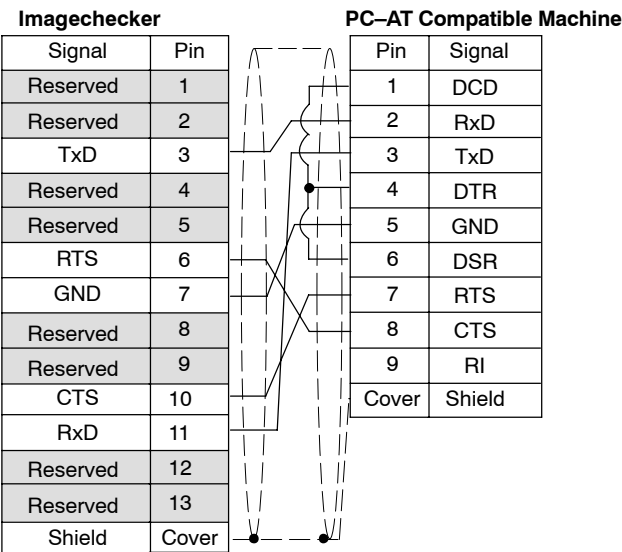 Imagechecker
Signal Pin
Reserved 1
Reserved 2
TxD 3
Reserved 4
Reserved 5
RTS 6
GND 7
Reserved 8
Reserved 9
CTS 10
RxD 11
Reserved 12
Reserved 13
Shield Cover
PC–AT Compatible Machine
Pin Signal
1 DCD
2 RxD
3 TxD
4 DTR
5 GND
6 DSR
7 RTS
8 CTS
9 RI
Cover Shield